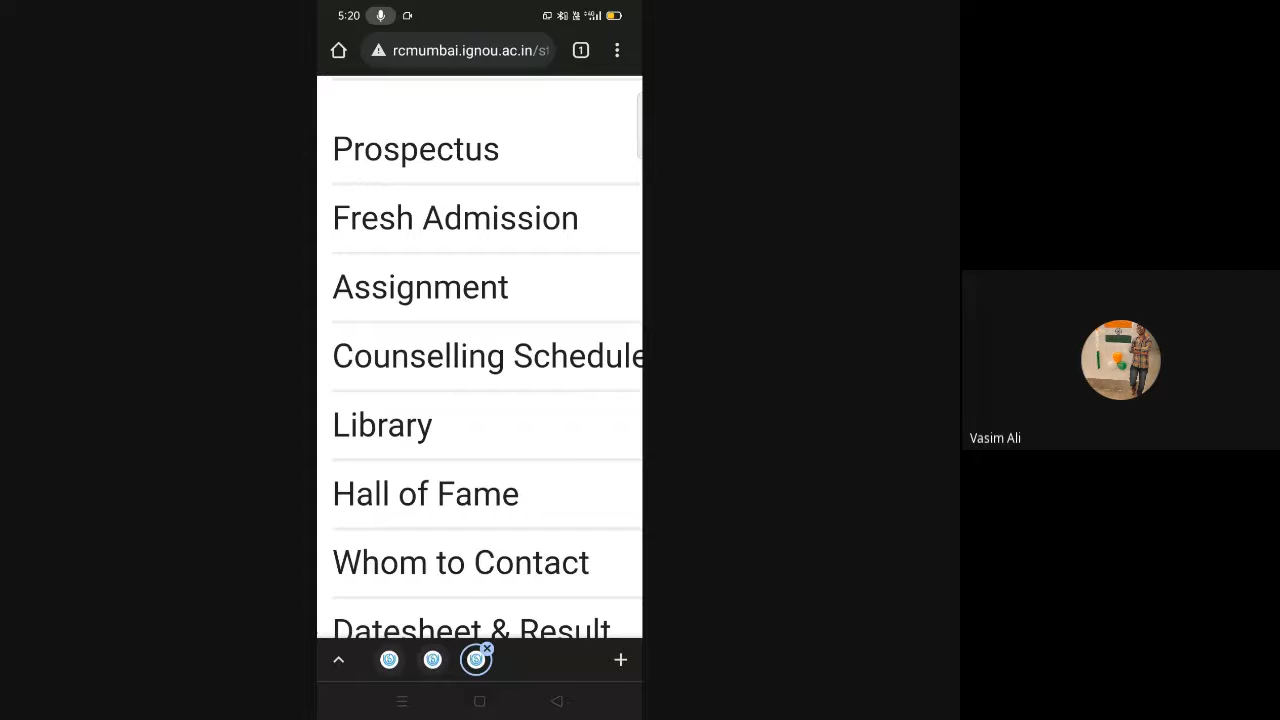 5:20
rcmumbai.ignou.ac.in/st
1
Prospectus
Fresh Admission
Assignment
Counselling Schedule
Library
Hall of Fame
Whom to Contact
Datesheet & Result
Vasim Ali